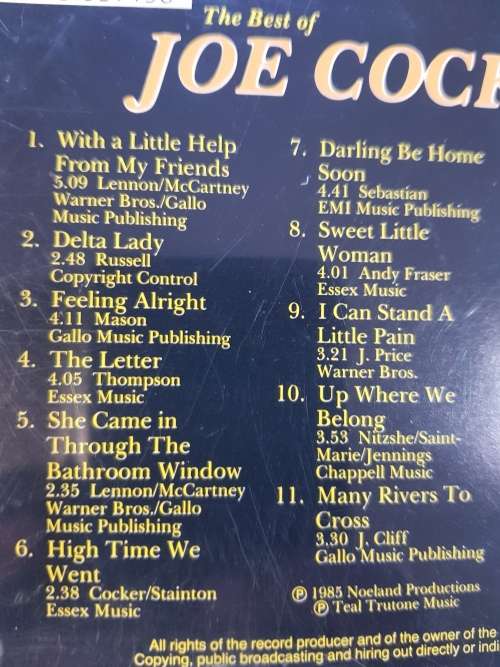 The Best of
JOE COCK
1. With a Little Help
From My Friends
5.09 Lennon/McCartney
Warner Bros./Gallo
Music Publishing
2. Delta Lady
2.48 Russell
Copyright Control
3. Feeling Alright
4.11 Mason
Gallo Music Publishing
4. The Letter
4.05 Thompson
Essex Music
5. She Came in
Through The
Bathroom Window
2.35 Lennon/McCartney
Warner Bros./Gallo
Music Publishing
6. High Time We
Went
2.38 Cocker/Stainton
Essex Music
7. Darling Be Home
Soon
4.41 Sebastian
EMI Music Publishing
8. Sweet Little
Woman
4.01 Andy Fraser
Essex Music
9. I Can Stand A
Little Pain
3.21 J. Price
Warner Bros.
10. Up Where We
Belong
3.53 Nitzshe/Saint-
Marie/Jennings
Chappell Music
11. Many Rivers To
Cross
3.30 J. Cliff
Gallo Music Publishing
℗ 1985 Noeland Productions
℗ Teal Trutone Music
All rights of the record producer and of the owner of the
Copying, public broadcasting and hiring out directly or indi